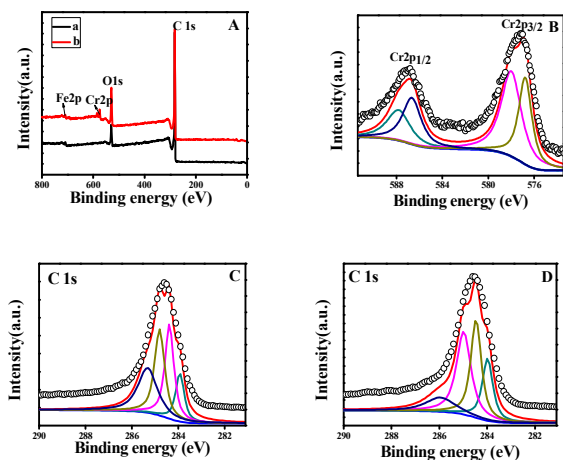 A
a
b
C 1s
O1s
Fe2p
Cr2p
Intensity(a.u.)
800 600 400 200 0
Binding energy (eV)
B
Cr2p3/2
Cr2p1/2
Intensity(a.u.)
588 584 580 576
Binding energy (eV)
C 1s C
Intensity(a.u.)
290 288 286 284 282
Binding energy (eV)
C 1s D
Intensity(a.u.)
290 288 286 284 282
Binding energy (eV)